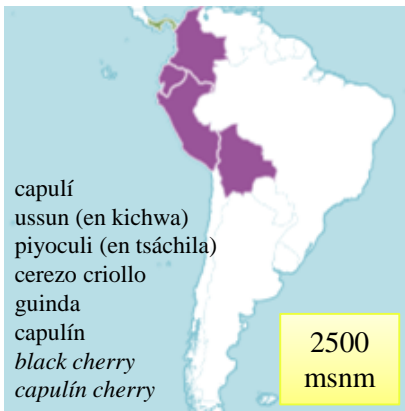 capulí
ussun (en kichwa)
piyoculi (en tsáchila)
cerezo criollo
guinda
capulín
black cherry
capulín cherry
2500
msnm